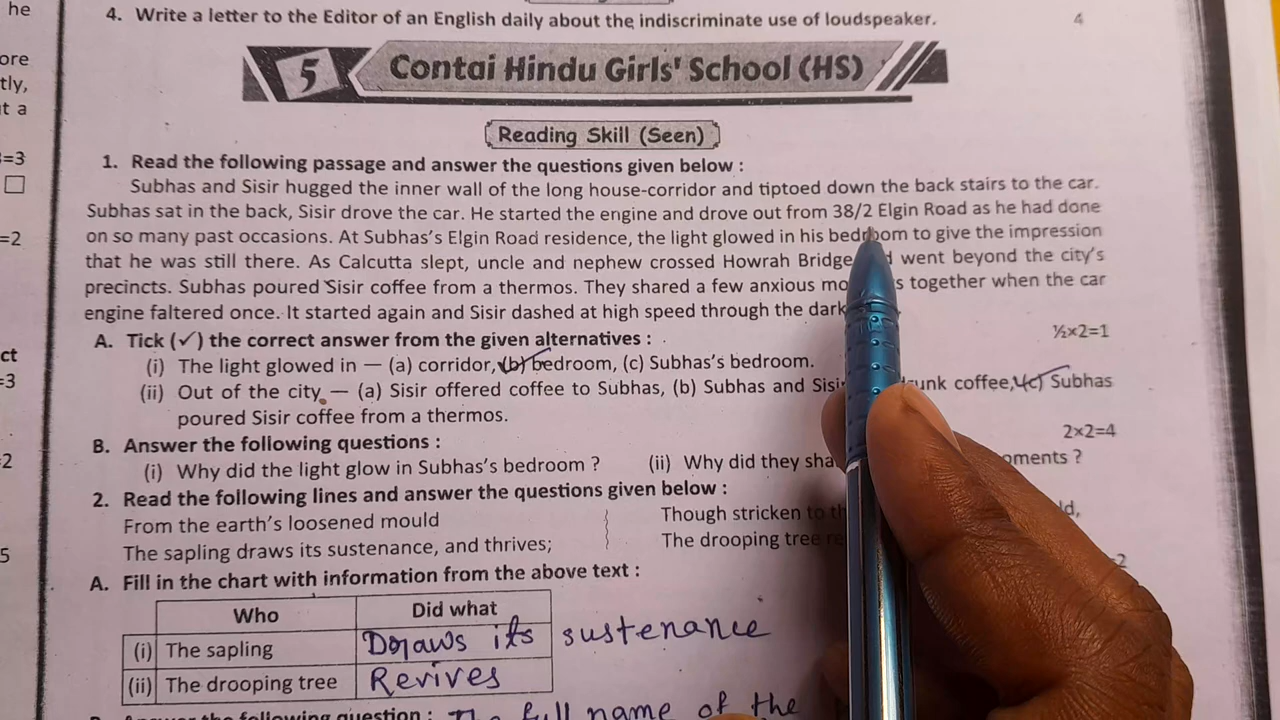 he
4. Write a letter to the Editor of an English daily about the indiscriminate use of loudspeaker. 4
ore
tly,
t a
5 Contai Hindu Girls' School (HS)
Reading Skill (Seen)
=3
1. Read the following passage and answer the questions given below :
Subhas and Sisir hugged the inner wall of the long house-corridor and tiptoed down the back stairs to the car.
Subhas sat in the back, Sisir drove the car. He started the engine and drove out from 38/2 Elgin Road as he had done
=2 on so many past occasions. At Subhas's Elgin Road residence, the light glowed in his bedroom to give the impression
that he was still there. As Calcutta slept, uncle and nephew crossed Howrah Bridge went beyond the city's
precincts. Subhas poured Sisir coffee from a thermos. They shared a few anxious mo s together when the car
engine faltered once. It started again and Sisir dashed at high speed through the dark
ct
=3
A. Tick (✓) the correct answer from the given alternatives : ½×2=1
(i) The light glowed in — (a) corridor, (b) bedroom, (c) Subhas's bedroom.
(ii) Out of the city — (a) Sisir offered coffee to Subhas, (b) Subhas and Sisi unk coffee, (c) Subhas
poured Sisir coffee from a thermos.
B. Answer the following questions : 2×2=4
2
(i) Why did the light glow in Subhas's bedroom ? (ii) Why did they sha oments ?
2. Read the following lines and answer the questions given below :
From the earth's loosened mould Though stricken to th ld,
5 The sapling draws its sustenance, and thrives; The drooping tree re
2
A. Fill in the chart with information from the above text :
Who Did what
(i) The sapling Draws its sustenance
(ii) The drooping tree Revives
B. Answer the following question : The full name of the